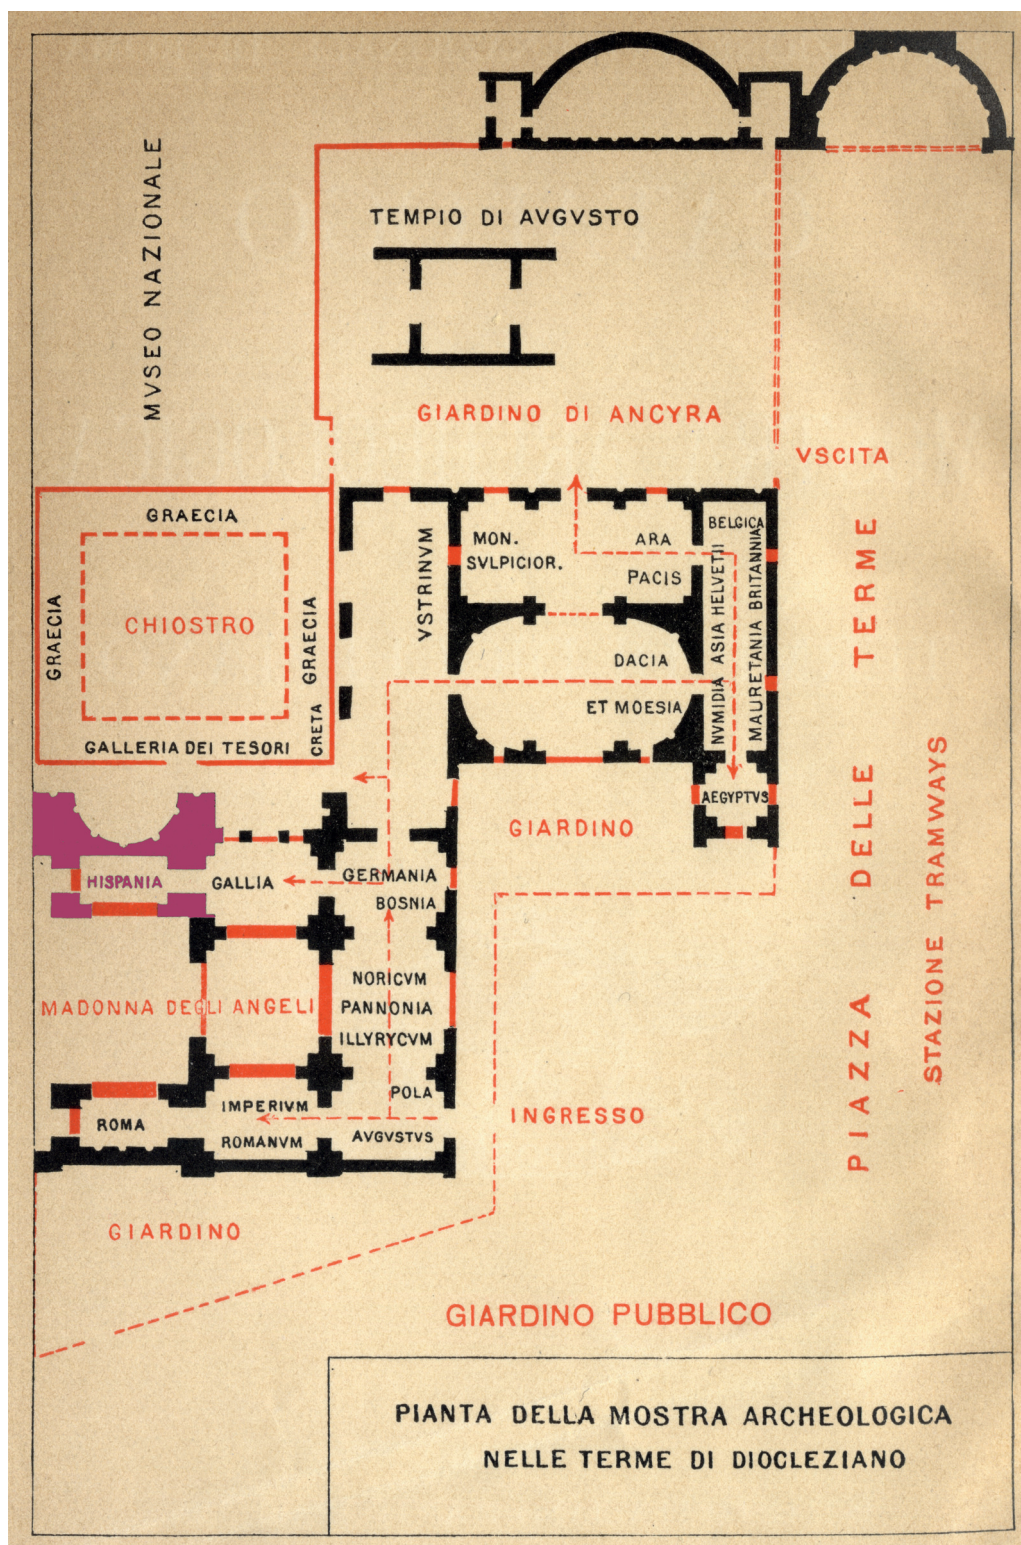 MVSEO NAZIONALE
TEMPIO DI AVGVSTO
GIARDINO DI ANCYRA
VSCITA
GRAECIA
GRAECIA
CHIOSTRO
GRAECIA
CRETA
GALLERIA DEI TESORI
VSTRINVM
MON.
SVLPICIOR.
ARA
PACIS
BELGICA
NVMIDIA ASIA HELVETII
MAURETANIA BRITANNIA
DACIA
ET MOESIA
AEGYPTVS
GIARDINO
HISPANIA
GALLIA
GERMANIA
BOSNIA
NORICVM
PANNONIA
ILLYRYCVM
MADONNA DEGLI ANGELI
POLA
IMPERIVM
ROMANVM
AVGVSTVS
ROMA
INGRESSO
GIARDINO
PIAZZA DELLE TERME
STAZIONE TRAMWAYS
GIARDINO PUBBLICO
PIANTA DELLA MOSTRA ARCHEOLOGICA
NELLE TERME DI DIOCLEZIANO